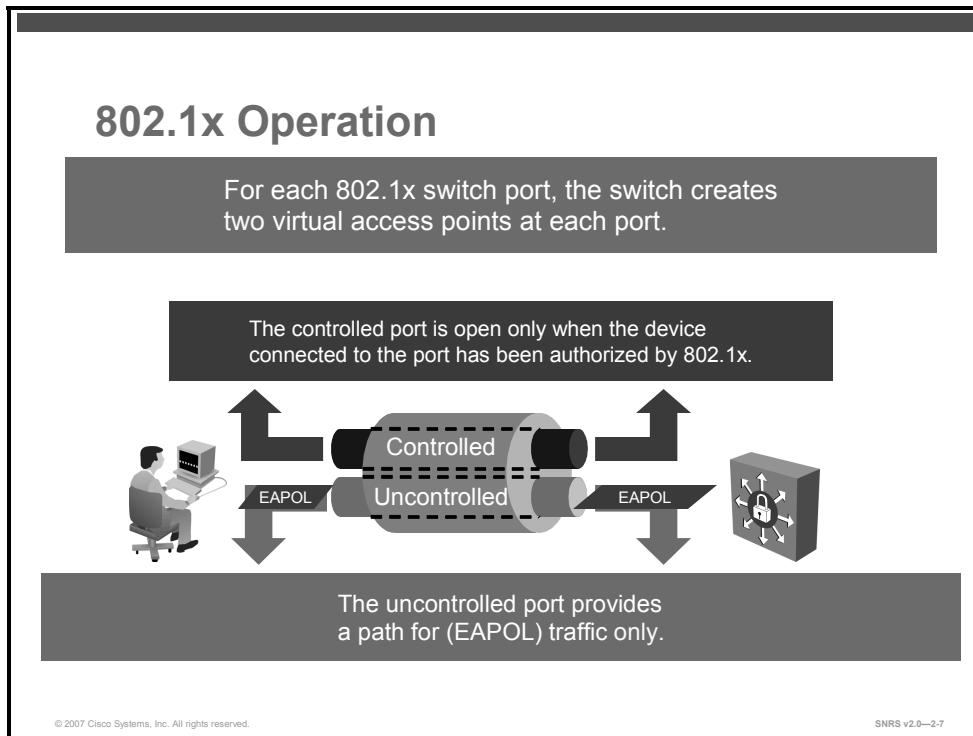 802.1x Operation
For each 802.1x switch port, the switch creates
two virtual access points at each port.
The controlled port is open only when the device
connected to the port has been authorized by 802.1x.
Controlled
EAPOL
Uncontrolled
EAPOL
The uncontrolled port provides
a path for (EAPOL) traffic only.
© 2007 Cisco Systems, Inc. All rights reserved.
SNRS v2.0—2-7